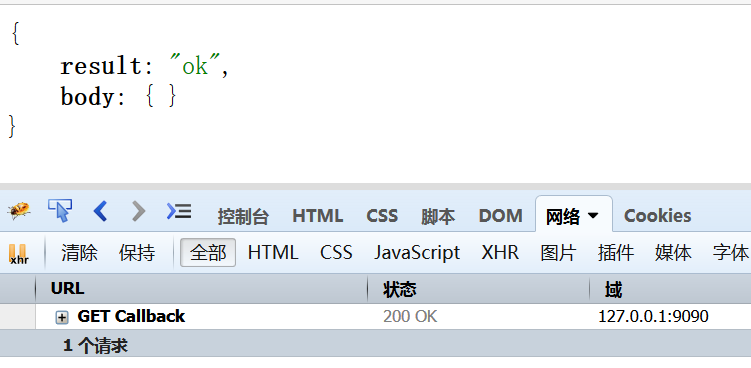 {
result: "ok",
body: { }
}
控制台 HTML CSS 脚本 DOM 网络 Cookies
xhr 清除 保持 全部 HTML CSS JavaScript XHR 图片 插件 媒体 字体
URL 状态 域
GET Callback 200 OK 127.0.0.1:9090
1 个请求